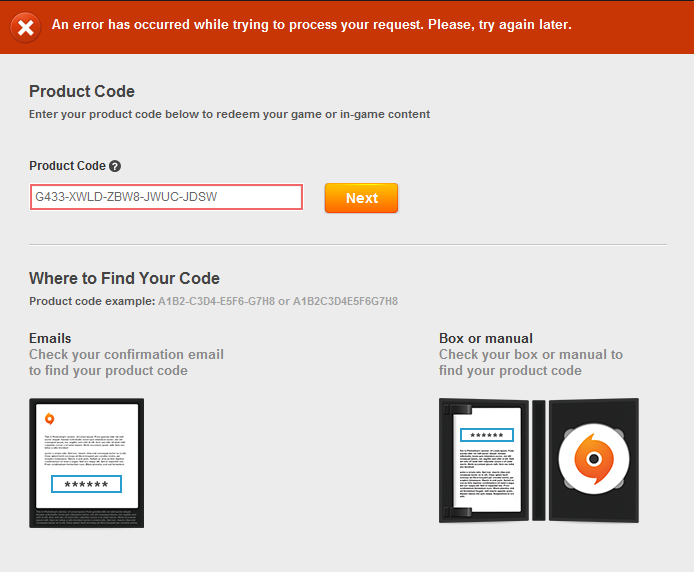 An error has occurred while trying to process your request. Please, try again later.
Product Code
Enter your product code below to redeem your game or in-game content
Product Code ?
G433-XWLD-ZBW8-JWUC-JDSW
Next
Where to Find Your Code
Product code example: A1B2-C3D4-E5F6-G7H8 or A1B2C3D4E5F6G7H8
Emails
Check your confirmation email
to find your product code
Box or manual
Check your box or manual to
find your product code
******
******